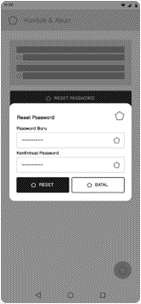 Kontak & Akun
RESET PASSWORD
Reset Password
Password Baru
Konfirmasi Password
RESET
BATAL